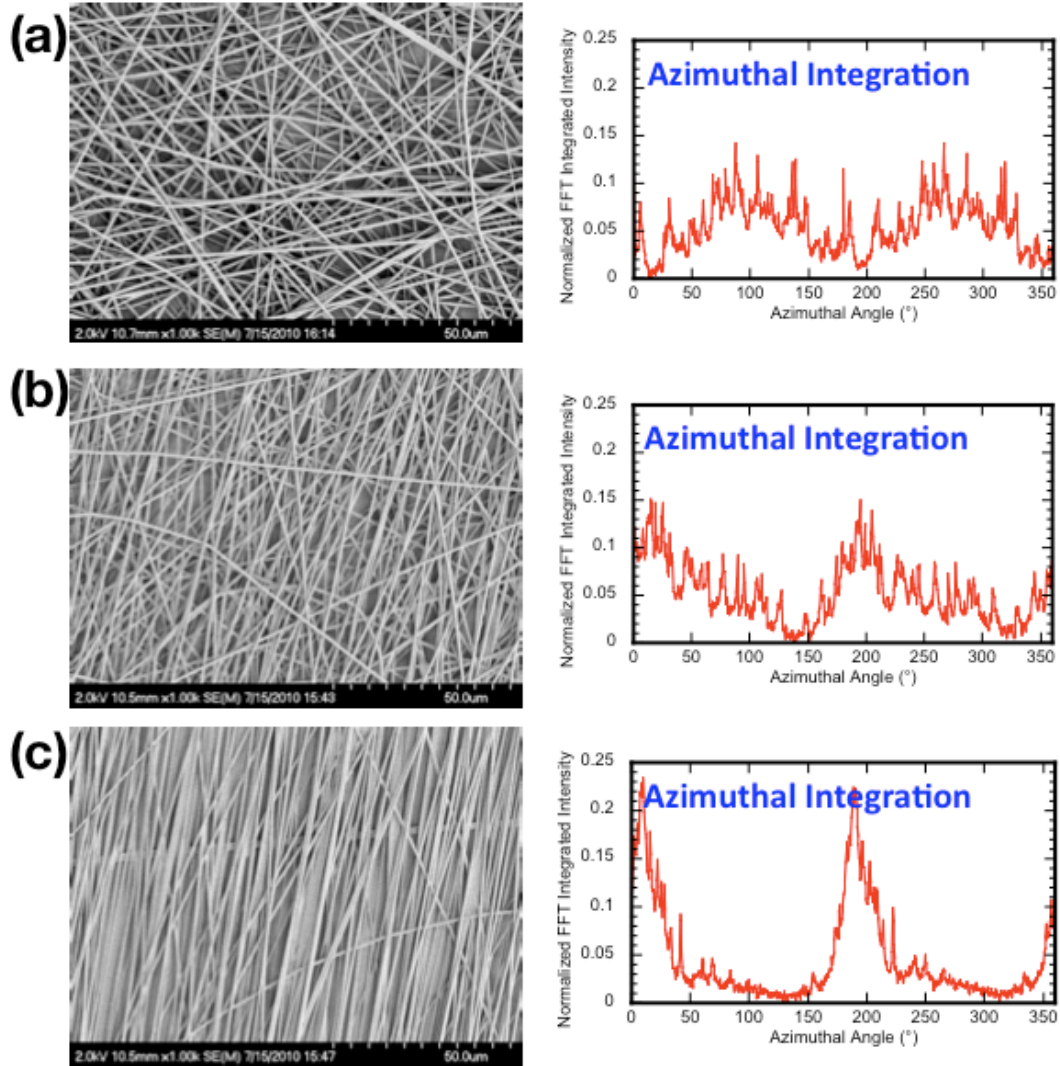 (a)
2.0kV 10.7mm x1.00k SE(M) 7/15/2010 16:14
50.0um
Azimuthal Integration
Normalized FFT Integrated Intensity
0.25
0.2
0.15
0.1
0.05
0
0 50 100 150 200 250 300 350
Azimuthal Angle (°)
(b)
2.0kV 10.5mm x1.00k SE(M) 7/15/2010 15:43
50.0um
Azimuthal Integration
Normalized FFT Integrated Intensity
0.25
0.2
0.15
0.1
0.05
0
0 50 100 150 200 250 300 350
Azimuthal Angle (°)
(c)
2.0kV 10.5mm x1.00k SE(M) 7/15/2010 15:47
50.0um
Azimuthal Integration
Normalized FFT Integrated Intensity
0.25
0.2
0.15
0.1
0.05
0
0 50 100 150 200 250 300 350
Azimuthal Angle (°)